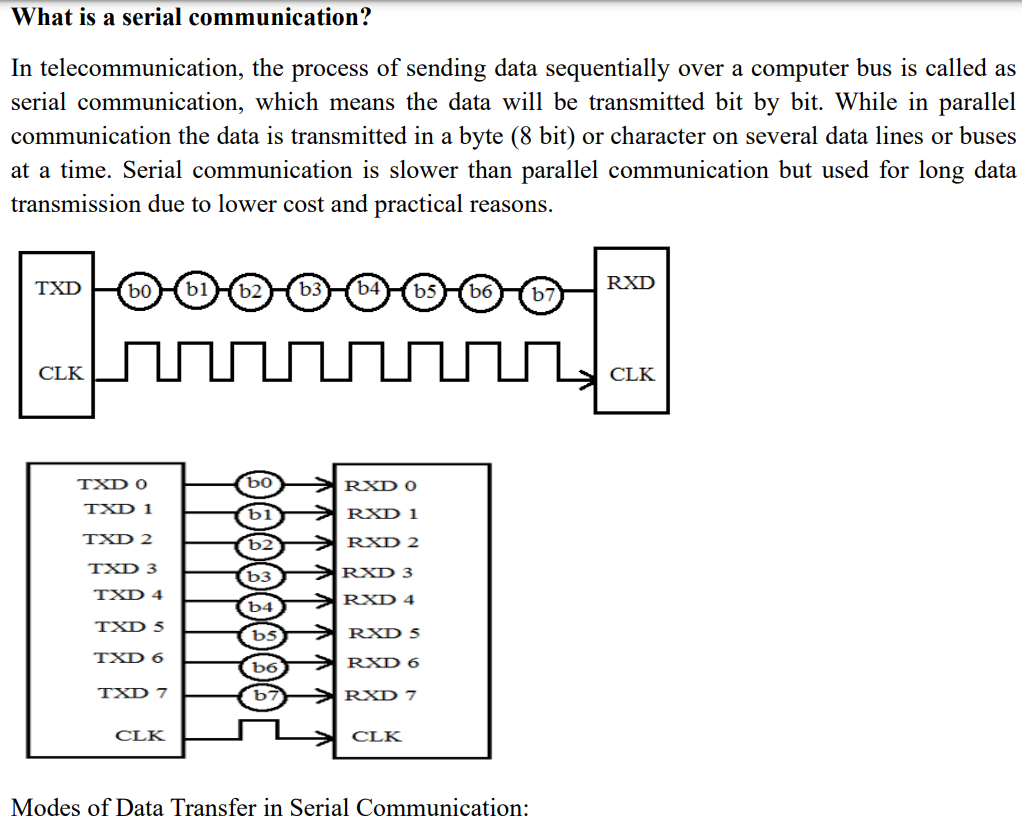 What is a serial communication?
In telecommunication, the process of sending data sequentially over a computer bus is called as
serial communication, which means the data will be transmitted bit by bit. While in parallel
communication the data is transmitted in a byte (8 bit) or character on several data lines or buses
at a time. Serial communication is slower than parallel communication but used for long data
transmission due to lower cost and practical reasons.
TXD b0 b1 b2 b3 b4 b5 b6 b7 RXD
CLK CLK
TXD 0 b0 RXD 0
TXD 1 b1 RXD 1
TXD 2 b2 RXD 2
TXD 3 b3 RXD 3
TXD 4 b4 RXD 4
TXD 5 b5 RXD 5
TXD 6 b6 RXD 6
TXD 7 b7 RXD 7
CLK CLK
Modes of Data Transfer in Serial Communication: